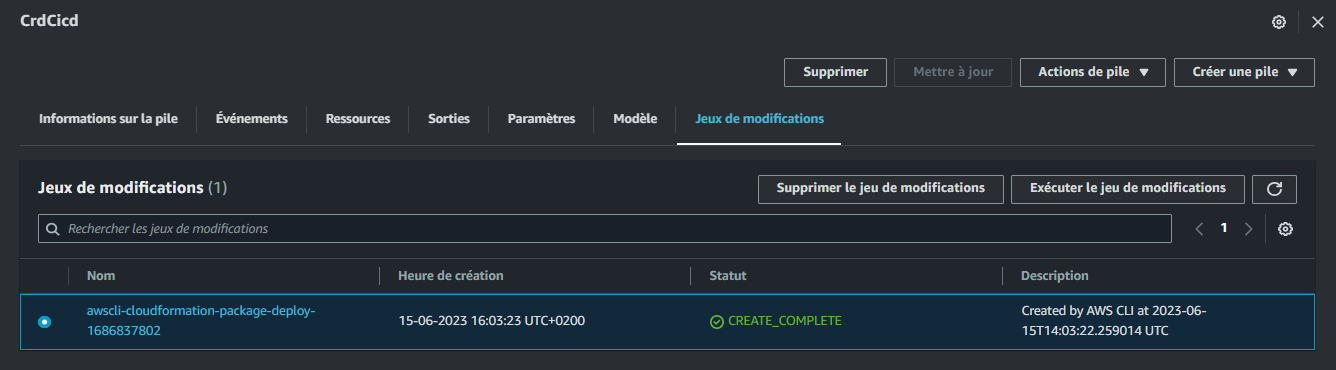 CrdCicd
Supprimer
Mettre à jour
Actions de pile
Créer une pile
Informations sur la pile
Événements
Ressources
Sorties
Paramètres
Modèle
Jeux de modifications
Jeux de modifications (1)
Supprimer le jeu de modifications
Exécuter le jeu de modifications
Rechercher les jeux de modifications
1
Nom
Heure de création
Statut
Description
awscli-cloudformation-package-deploy-
1686837802
15-06-2023 16:03:23 UTC+0200
CREATE_COMPLETE
Created by AWS CLI at 2023-06-
15T14:03:22.259014 UTC